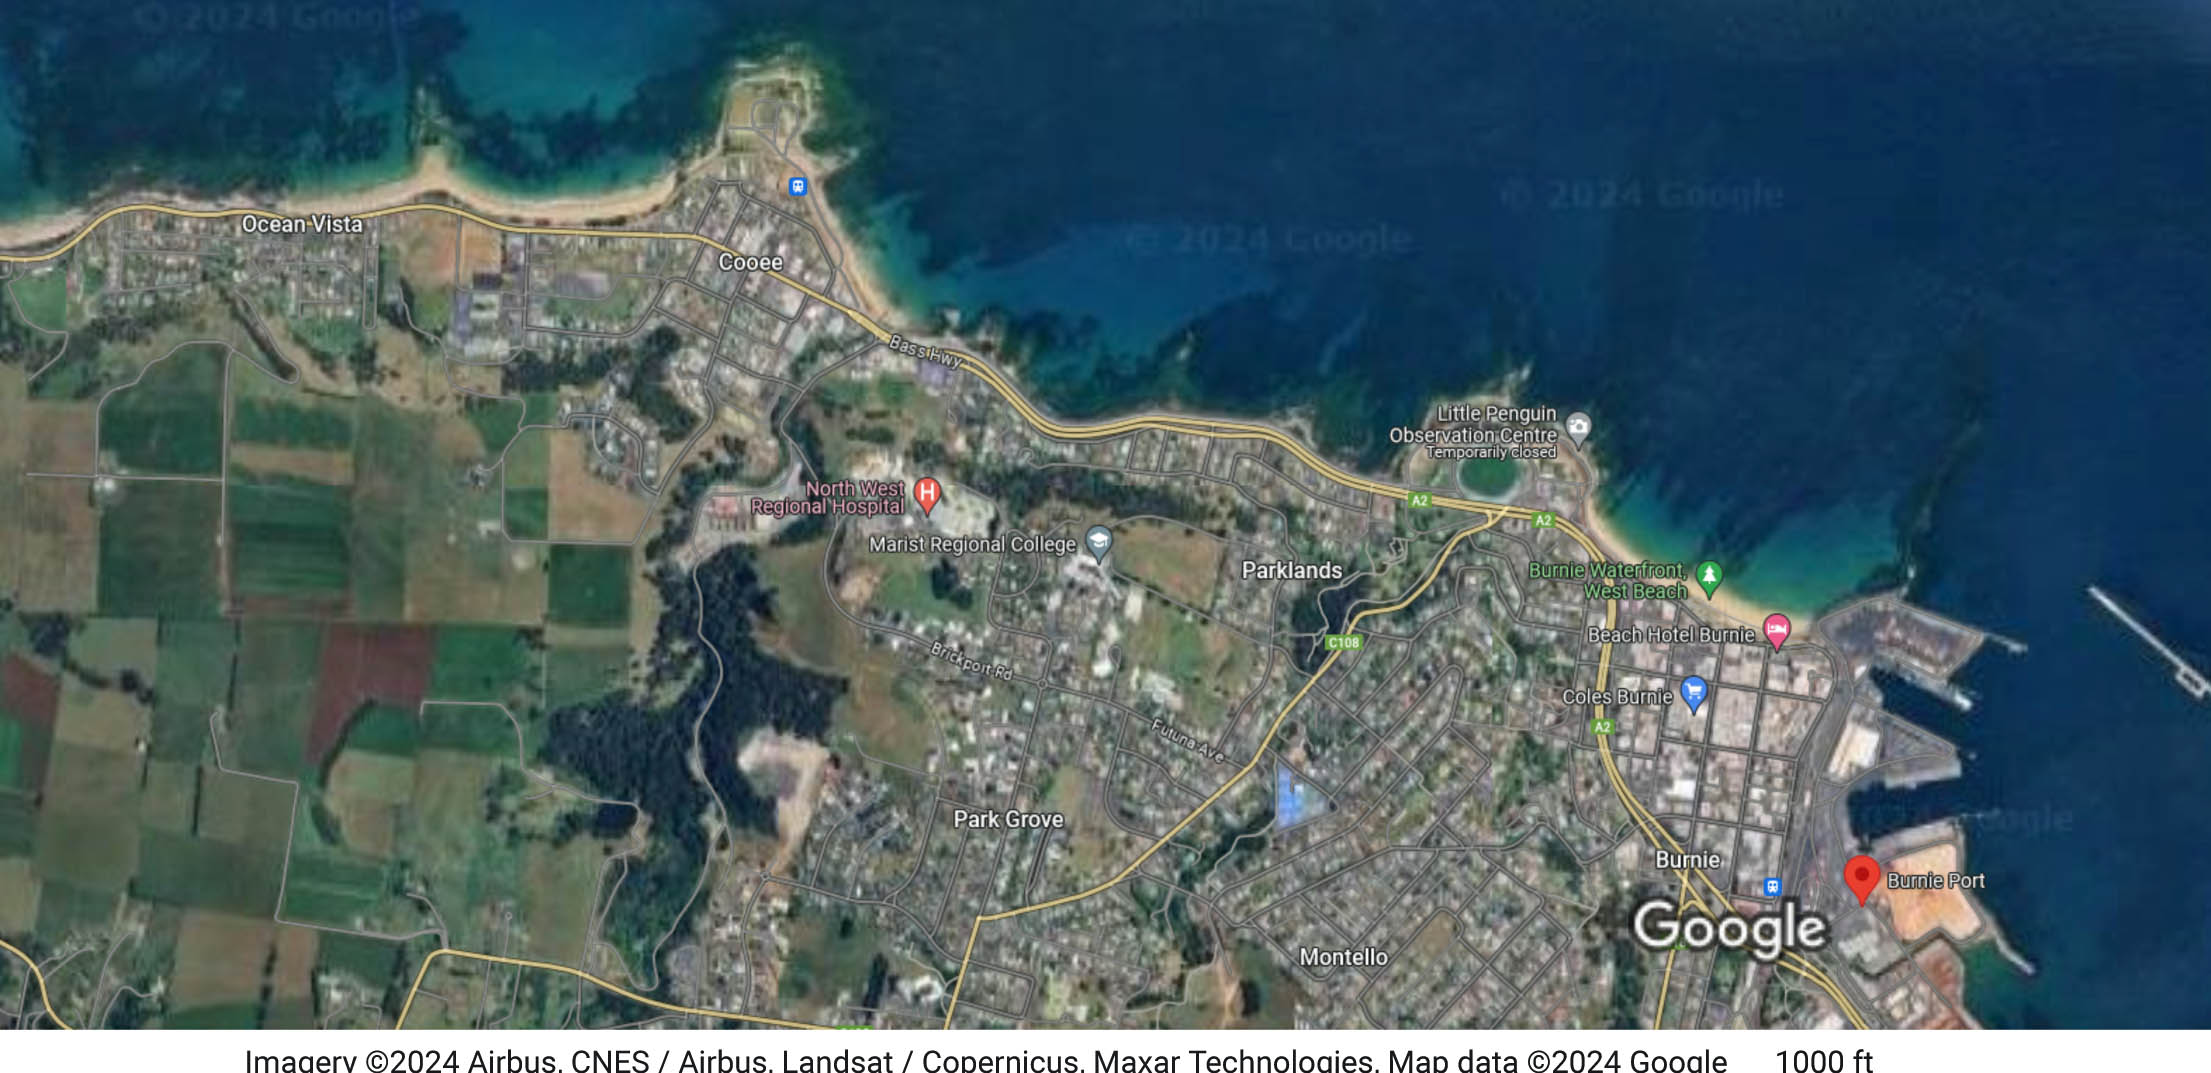 © 2024 Google
© 2024 Google
© 2024 Google
Ocean Vista
Cooee
Bass Hwy
Little Penguin
Observation Centre
Temporarily closed
North West
Regional Hospital
A2
A2
Marist Regional College
Parklands
Burnie Waterfront,
West Beach
Beach Hotel Burnie
C108
Brickport Rd
Coles Burnie
A2
Futuna Ave
Park Grove
Google
Burnie
Burnie Port
Google
Montello
Imagery ©2024 Airbus, CNES / Airbus, Landsat / Copernicus, Maxar Technologies, Map data ©2024 Google 1000 ft